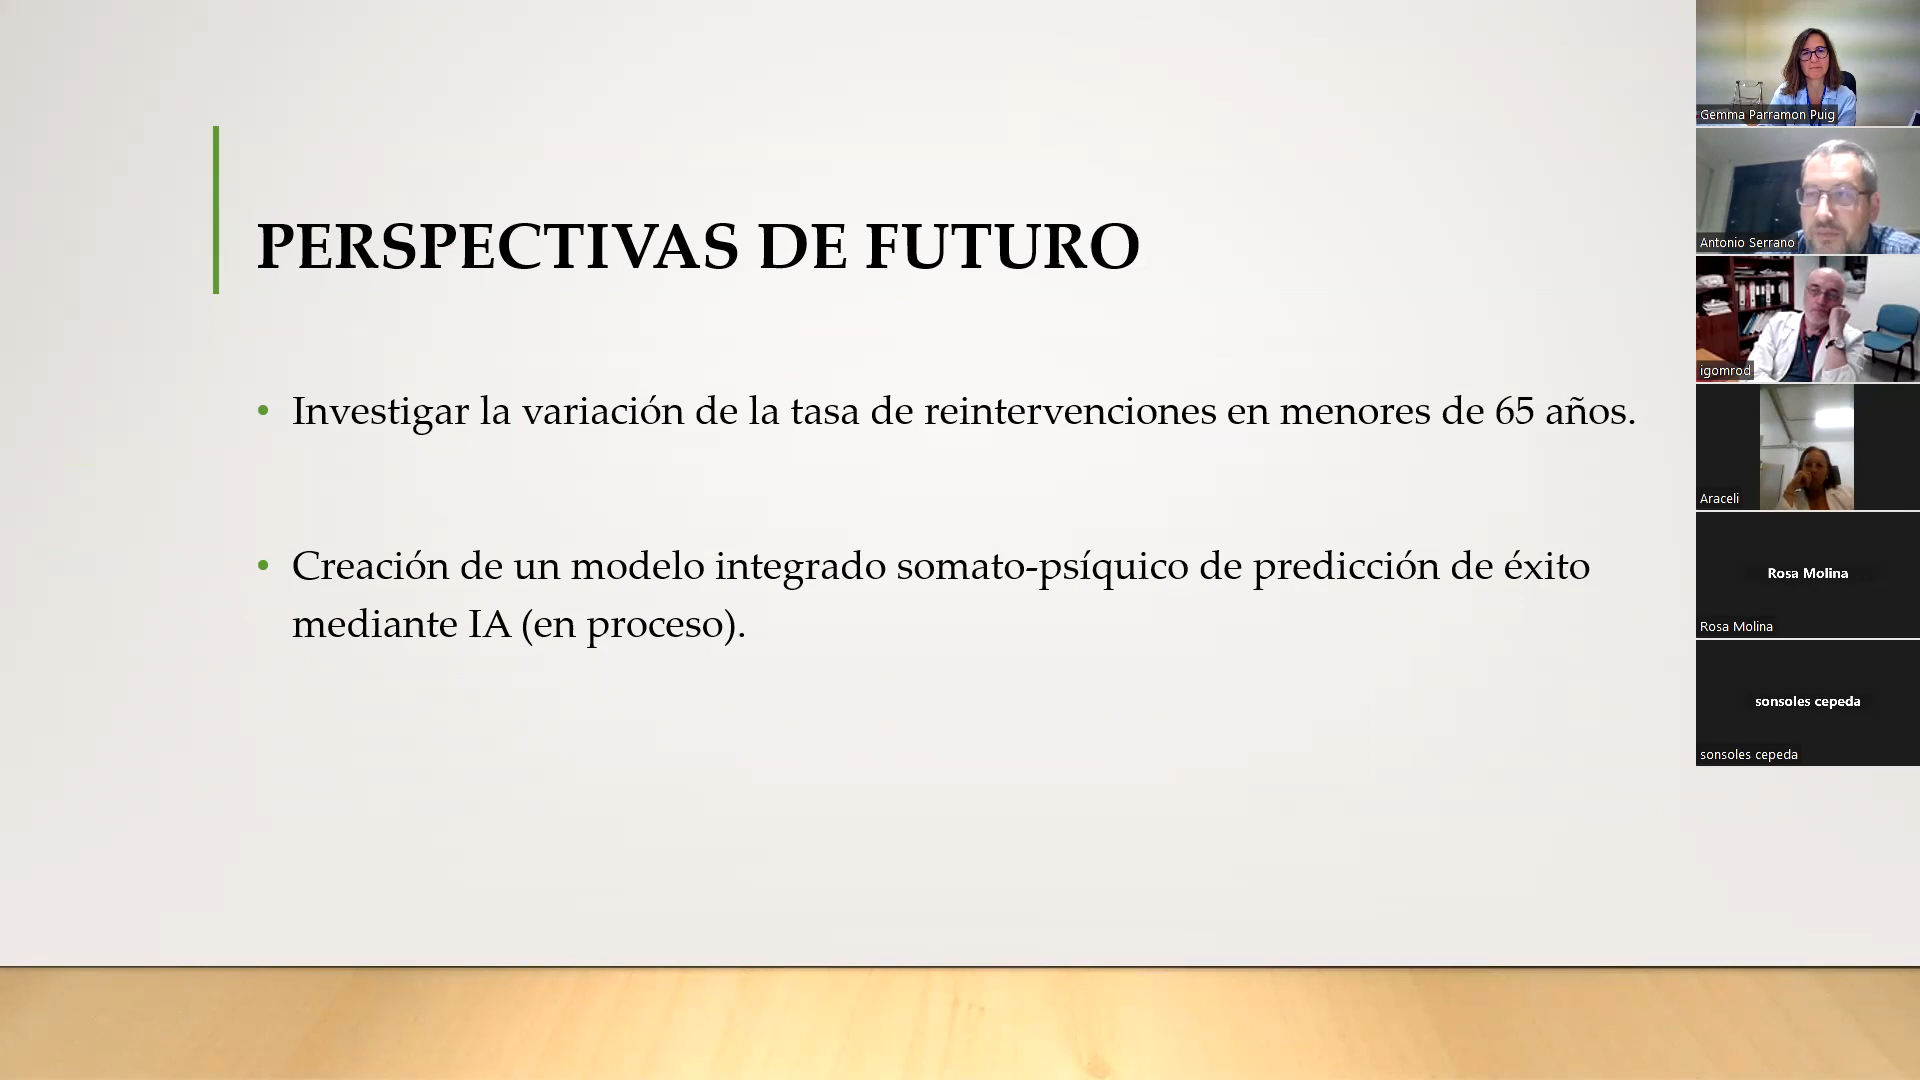 PERSPECTIVAS DE FUTURO
• Investigar la variación de la tasa de reintervenciones en menores de 65 años.
• Creación de un modelo integrado somato-psíquico de predicción de éxito
mediante IA (en proceso).
Gemma Parramon Puig
Antonio Serrano
igomrod
Araceli
Rosa Molina
Rosa Molina
sonsoles cepeda
sonsoles cepeda